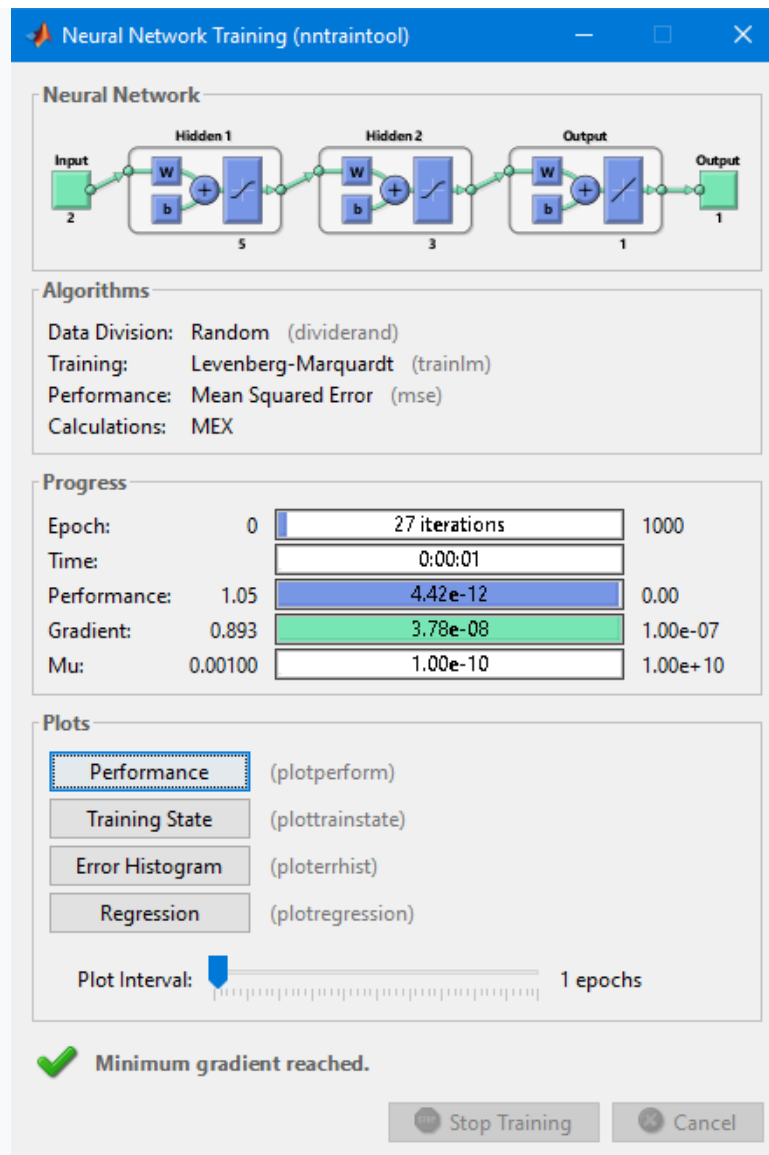 Neural Network Training (nntraintool)
Neural Network
Hidden 1 Hidden 2 Output
Input Output
W W W
+ + +
b b b
2 1
5 3 1
Algorithms
Data Division: Random (dividerand)
Training: Levenberg-Marquardt (trainlm)
Performance: Mean Squared Error (mse)
Calculations: MEX
Progress
Epoch: 0 27 iterations 1000
Time: 0:00:01
Performance: 1.05 4.42e-12 0.00
Gradient: 0.893 3.78e-08 1.00e-07
Mu: 0.00100 1.00e-10 1.00e+10
Plots
Performance (plotperform)
Training State (plottrainstate)
Error Histogram (ploterrhist)
Regression (plotregression)
Plot Interval: 1 epochs
Minimum gradient reached.
STOP Stop Training Cancel